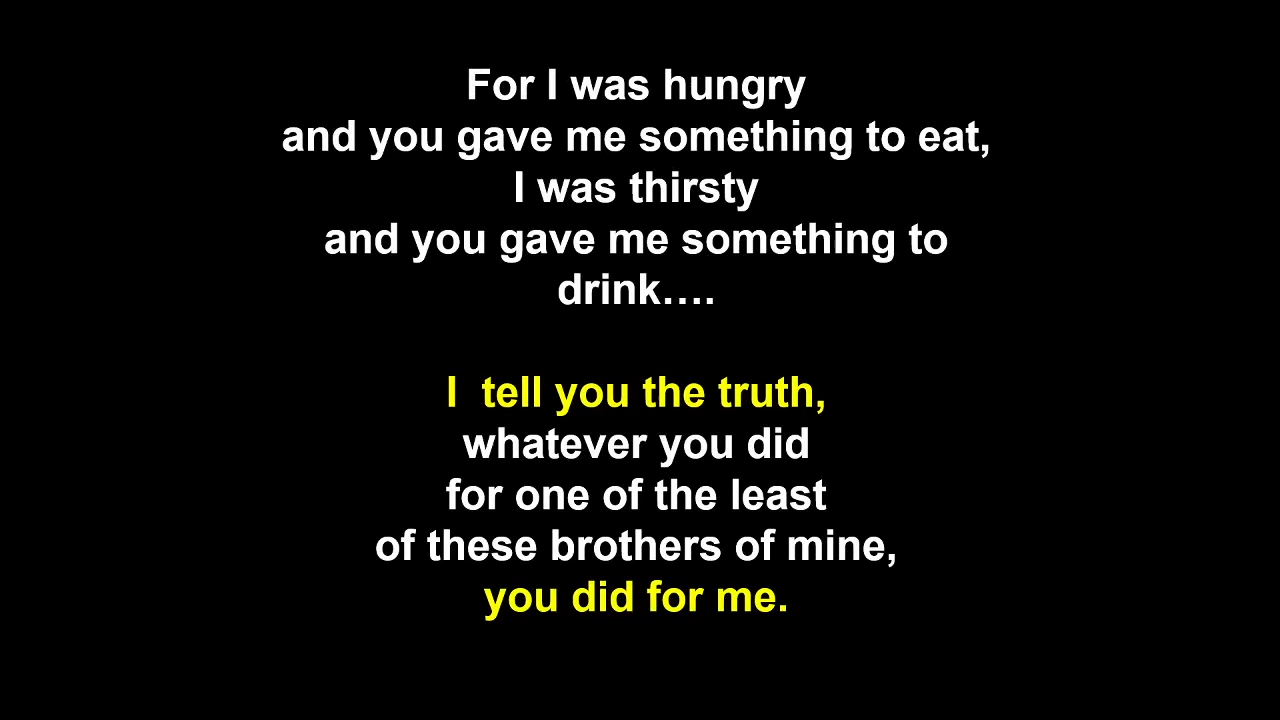 For I was hungry
and you gave me something to eat,
I was thirsty
and you gave me something to
drink….
I  tell you the truth,
whatever you did
for one of the least
of these brothers of mine,
you did for me.